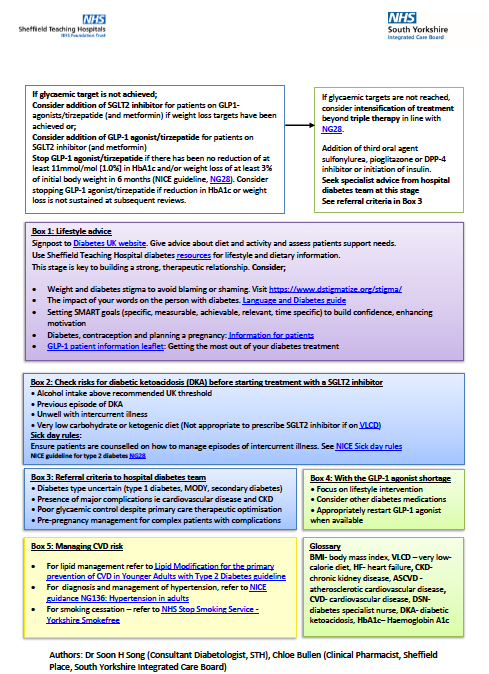 Sheffield Teaching Hospitals
NHS Foundation Trust
NHS
NHS
South Yorkshire
Integrated Care Board
If glycaemic target is not achieved;
Consider addition of SGLT2 inhibitor for patients on GLP1-
agonists/tirzepatide (and metformin) if weight loss targets have been
achieved or;
Consider addition of GLP-1 agonist/tirzepatide for patients on
SGLT2 inhibitor (and metformin)
Stop GLP-1 agonist/tirzepatide if there has been no reduction of at
least 11mmol/mol [1.0%] in HbA1c and/or weight loss of at least 3%
of initial body weight in 6 months (NICE guideline, NG28). Consider
stopping GLP-1 agonist/tirzepatide if reduction in HbA1c or weight
loss is not sustained at subsequent reviews.
If glycaemic targets are not reached,
consider intensification of treatment
beyond triple therapy in line with
NG28.
Addition of third oral agent
sulfonylurea, pioglitazone or DPP-4
inhibitor or initiation of insulin.
Seek specialist advice from hospital
diabetes team at this stage
See referral criteria in Box 3
Box 1: Lifestyle advice
Signpost to Diabetes UK website. Give advice about diet and activity and assess patients support needs.
Use Sheffield Teaching Hospital diabetes resources for lifestyle and dietary information.
This stage is key to building a strong, therapeutic relationship. Consider;
• Weight and diabetes stigma to avoid blaming or shaming. Visit https://www.dstigmatize.org/stigma/
• The impact of your words on the person with diabetes. Language and Diabetes guide
• Setting SMART goals (specific, measurable, achievable, relevant, time specific) to build confidence, enhancing
motivation
• Diabetes, contraception and planning a pregnancy: Information for patients
• GLP-1 patient information leaflet: Getting the most out of your diabetes treatment
Box 2: Check risks for diabetic ketoacidosis (DKA) before starting treatment with a SGLT2 inhibitor
• Alcohol intake above recommended UK threshold
• Previous episode of DKA
• Unwell with intercurrent illness
• Very low carbohydrate or ketogenic diet (Not appropriate to prescribe SGLT2 inhibitor if on VLCD)
Sick day rules:
Ensure patients are counselled on how to manage episodes of intercurrent illness. See NICE Sick day rules
NICE guideline for type 2 diabetes NG28
Box 3: Referral criteria to hospital diabetes team
• Diabetes type uncertain (type 1 diabetes, MODY, secondary diabetes)
• Presence of major complications ie cardiovascular disease and CKD
• Poor glycaemic control despite primary care therapeutic optimisation
• Pre-pregnancy management for complex patients with complications
Box 4: With the GLP-1 agonist shortage
• Focus on lifestyle intervention
• Consider other diabetes medications
• Appropriately restart GLP-1 agonist
when available
Box 5: Managing CVD risk
• For lipid management refer to Lipid Modification for the primary
prevention of CVD in Younger Adults with Type 2 Diabetes guideline
• For diagnosis and management of hypertension, refer to NICE
guidance NG136: Hypertension in adults
• For smoking cessation – refer to NHS Stop Smoking Service -
Yorkshire Smokefree
Glossary
BMI- body mass index, VLCD – very low-
calorie diet, HF- heart failure, CKD-
chronic kidney disease, ASCVD -
atherosclerotic cardiovascular disease,
CVD- cardiovascular disease, DSN-
diabetes specialist nurse, DKA- diabetic
ketoacidosis, HbA1c– Haemoglobin A1c
Authors: Dr Soon H Song (Consultant Diabetologist, STH), Chloe Bullen (Clinical Pharmacist, Sheffield
Place, South Yorkshire Integrated Care Board)